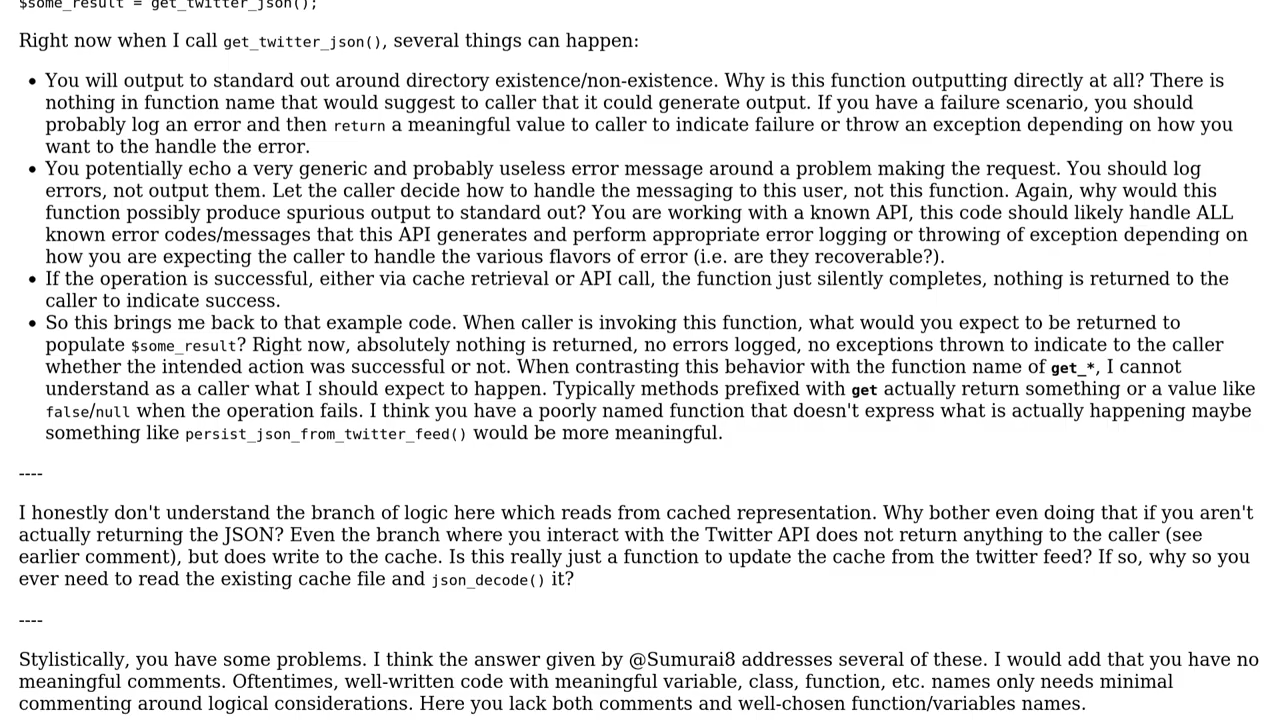 $some_result = get_twitter_json();
Right now when I call get_twitter_json(), several things can happen:
• You will output to standard out around directory existence/non-existence. Why is this function outputting directly at all? There is
nothing in function name that would suggest to caller that it could generate output. If you have a failure scenario, you should
probably log an error and then return a meaningful value to caller to indicate failure or throw an exception depending on how you
want to the handle the error.
• You potentially echo a very generic and probably useless error message around a problem making the request. You should log
errors, not output them. Let the caller decide how to handle the messaging to this user, not this function. Again, why would this
function possibly produce spurious output to standard out? You are working with a known API, this code should likely handle ALL
known error codes/messages that this API generates and perform appropriate error logging or throwing of exception depending on
how you are expecting the caller to handle the various flavors of error (i.e. are they recoverable?).
• If the operation is successful, either via cache retrieval or API call, the function just silently completes, nothing is returned to the
caller to indicate success.
• So this brings me back to that example code. When caller is invoking this function, what would you expect to be returned to
populate $some_result? Right now, absolutely nothing is returned, no errors logged, no exceptions thrown to indicate to the caller
whether the intended action was successful or not. When contrasting this behavior with the function name of get_*, I cannot
understand as a caller what I should expect to happen. Typically methods prefixed with get actually return something or a value like
false/null when the operation fails. I think you have a poorly named function that doesn't express what is actually happening maybe
something like persist_json_from_twitter_feed() would be more meaningful.
----
I honestly don't understand the branch of logic here which reads from cached representation. Why bother even doing that if you aren't
actually returning the JSON? Even the branch where you interact with the Twitter API does not return anything to the caller (see
earlier comment), but does write to the cache. Is this really just a function to update the cache from the twitter feed? If so, why so you
ever need to read the existing cache file and json_decode() it?
----
Stylistically, you have some problems. I think the answer given by @Sumurai8 addresses several of these. I would add that you have no
meaningful comments. Oftentimes, well-written code with meaningful variable, class, function, etc. names only needs minimal
commenting around logical considerations. Here you lack both comments and well-chosen function/variables names.